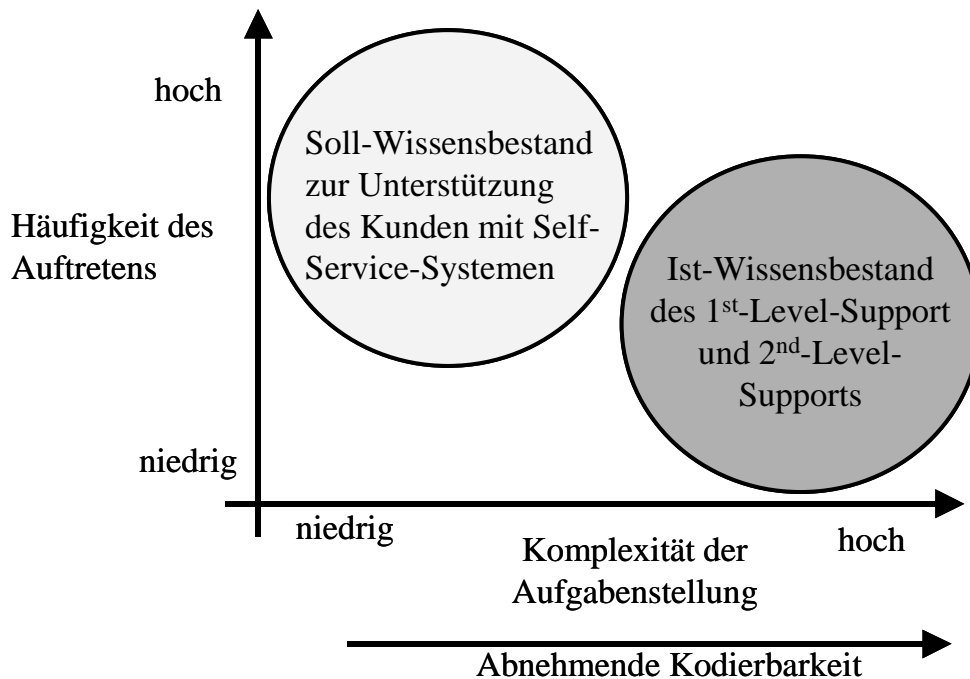 hoch
Soll-Wissensbestand
zur Unterstützung
des Kunden mit Self-
Service-Systemen
Häufigkeit des
Auftretens
Ist-Wissensbestand
des 1st-Level-Support
und 2nd-Level-
Supports
niedrig
niedrig
hoch
Komplexität der
Aufgabenstellung
Abnehmende Kodierbarkeit